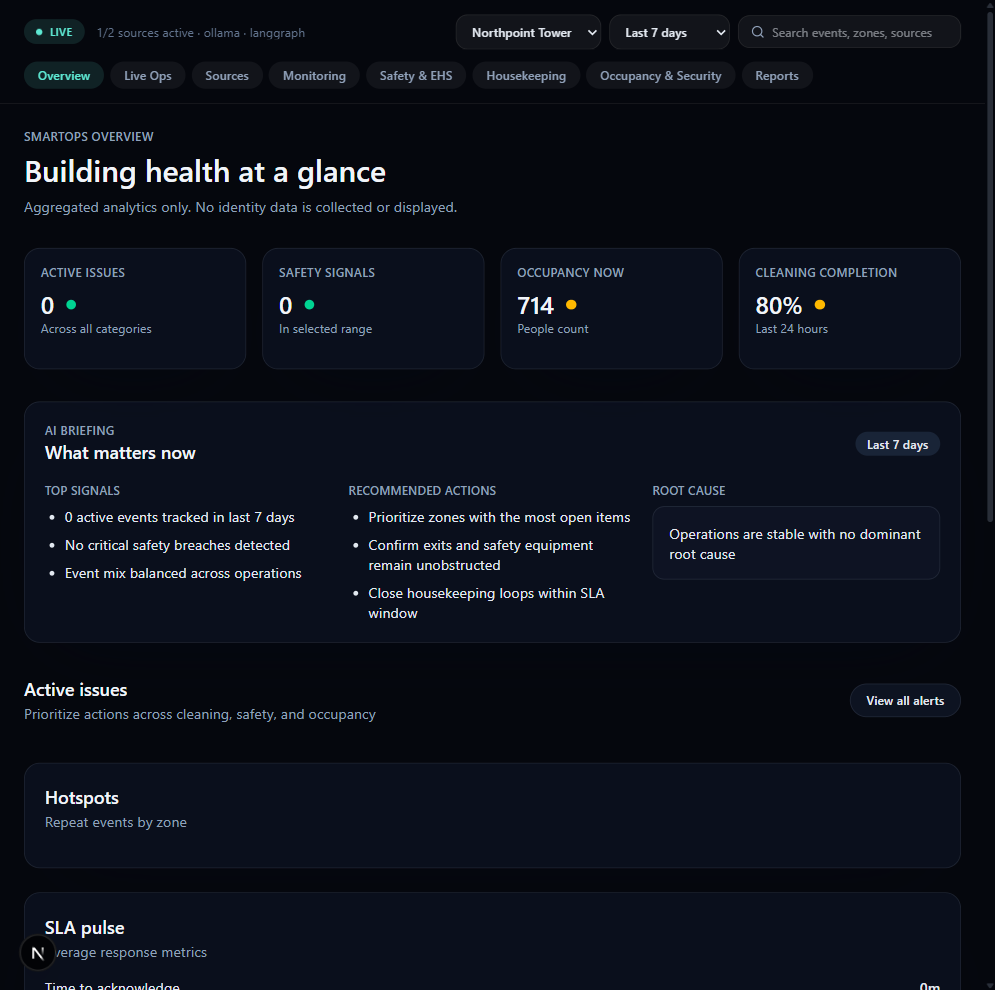 LIVE
1/2 sources active · ollama · langgraph
Northpoint Tower
Last 7 days
Search events, zones, sources
Overview
Live Ops
Sources
Monitoring
Safety & EHS
Housekeeping
Occupancy & Security
Reports
SMARTOPS OVERVIEW
Building health at a glance
Aggregated analytics only. No identity data is collected or displayed.
ACTIVE ISSUES
0
Across all categories
SAFETY SIGNALS
0
In selected range
OCCUPANCY NOW
714
People count
CLEANING COMPLETION
80%
Last 24 hours
AI BRIEFING
What matters now
Last 7 days
TOP SIGNALS
0 active events tracked in last 7 days
No critical safety breaches detected
Event mix balanced across operations
RECOMMENDED ACTIONS
Prioritize zones with the most open items
Confirm exits and safety equipment
remain unobstructed
Close housekeeping loops within SLA
window
ROOT CAUSE
Operations are stable with no dominant
root cause
Active issues
Prioritize actions across cleaning, safety, and occupancy
View all alerts
Hotspots
Repeat events by zone
SLA pulse
N
verage response metrics
Time to acknowledge
0m